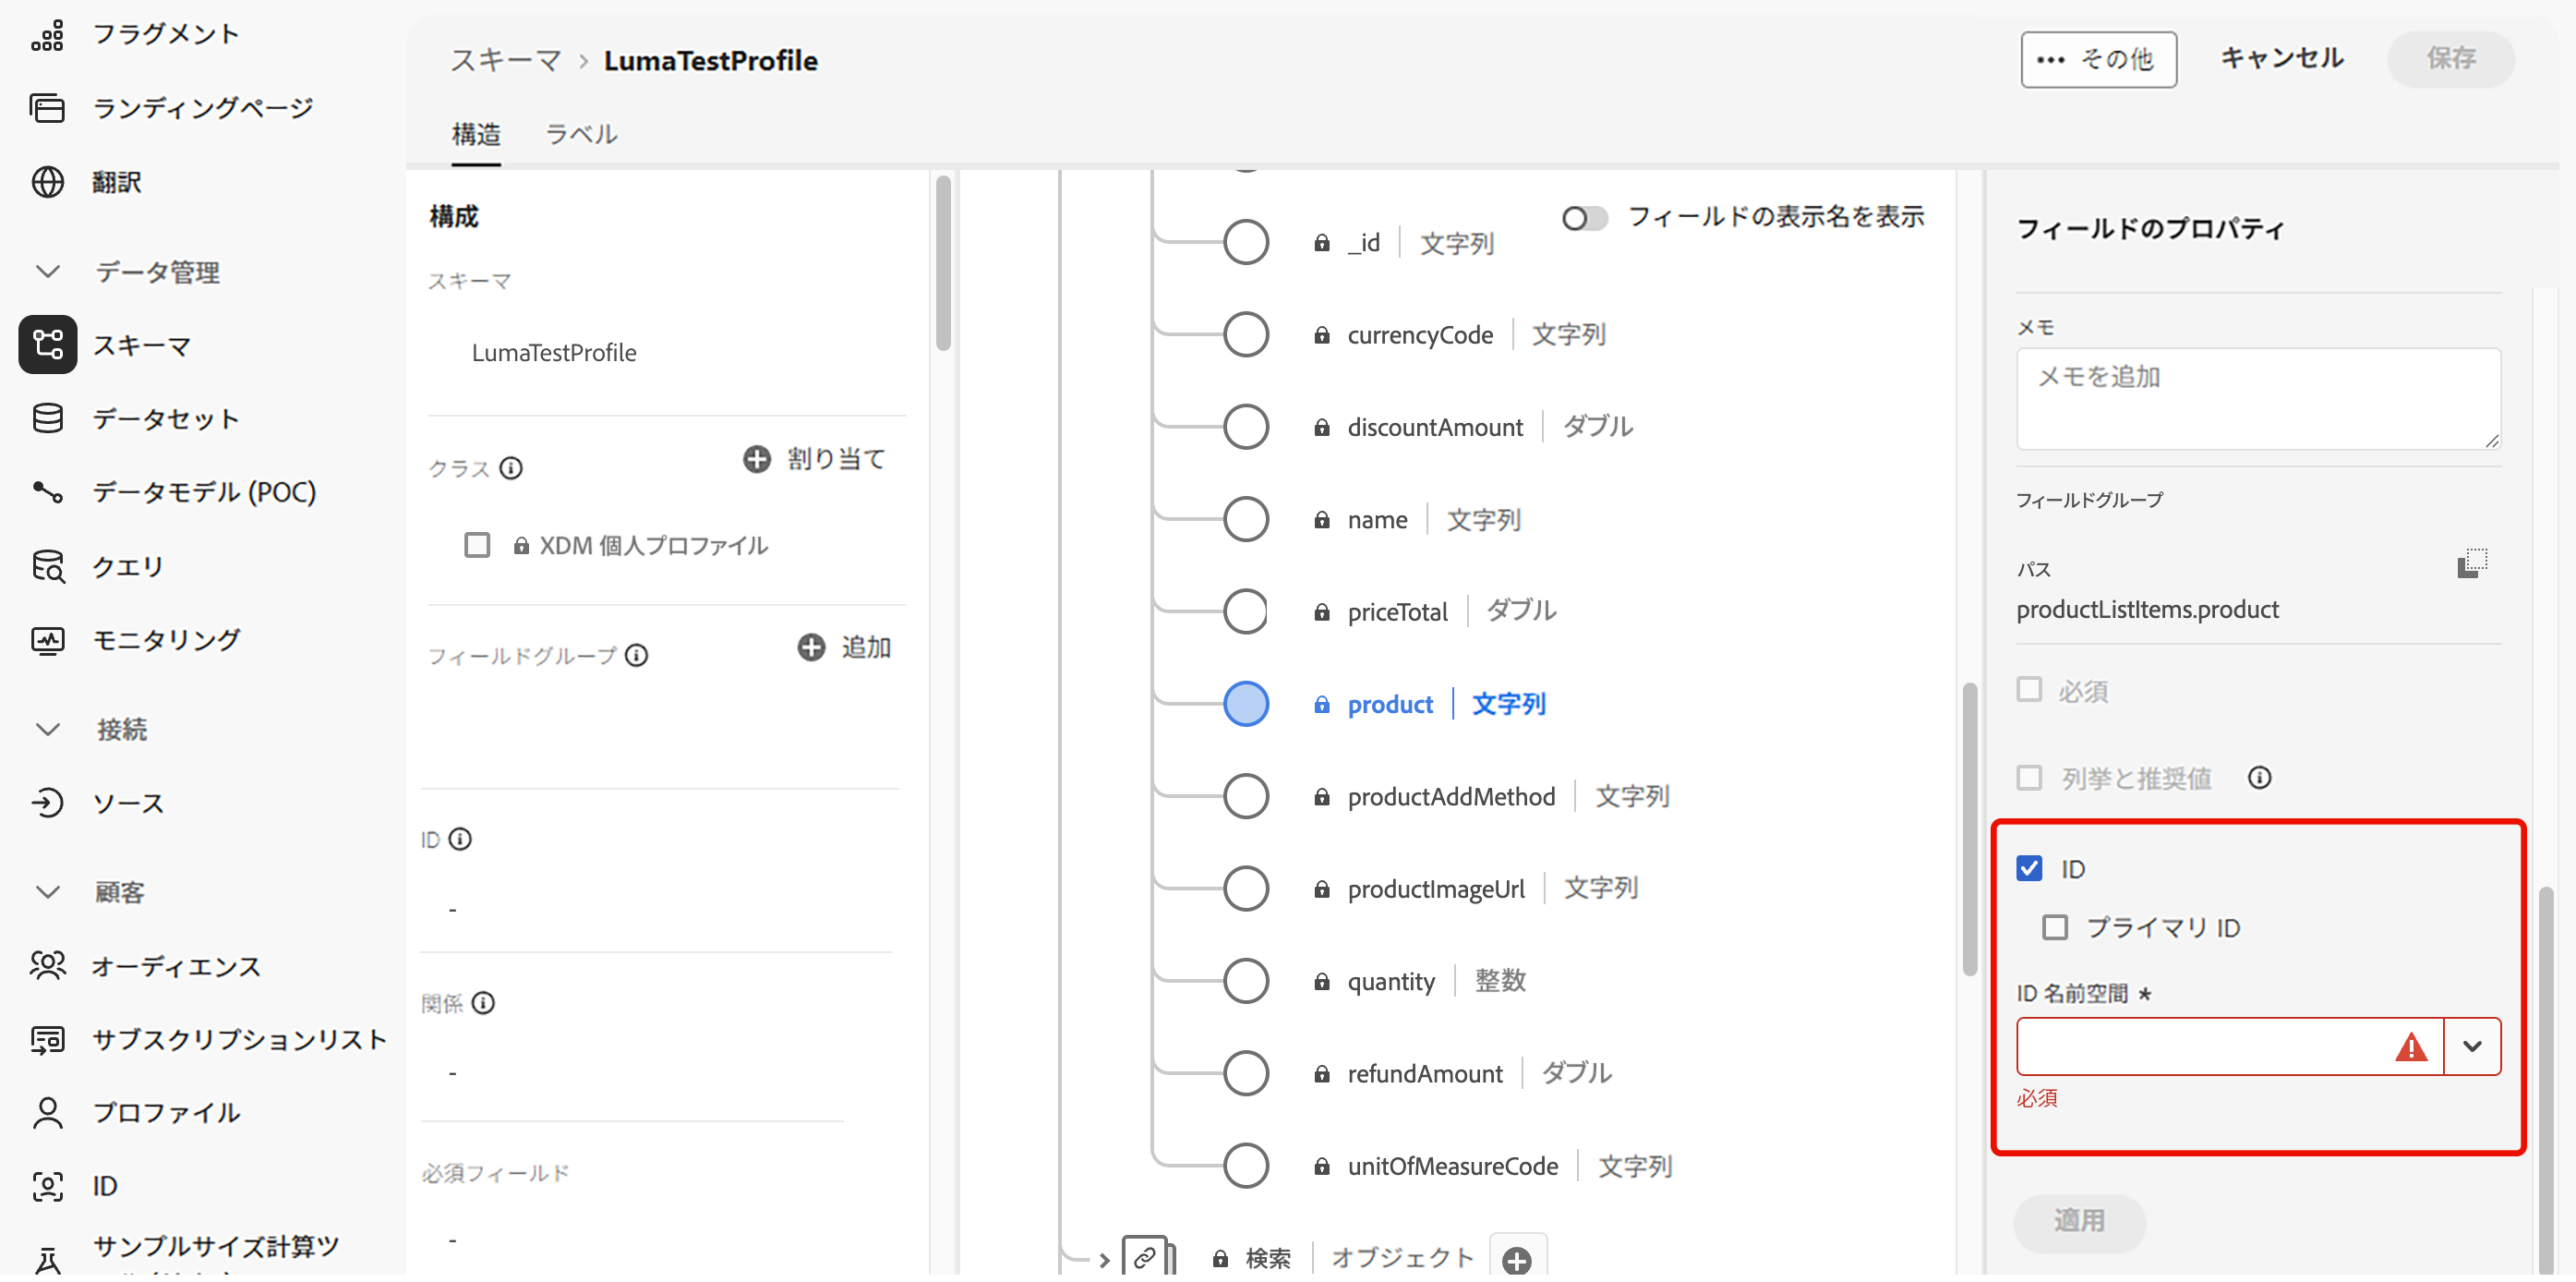 フラグメント
ランディングページ
翻訳
データ管理
スキーマ
データセット
データモデル (POC)
クエリ
モニタリング
接続
ソース
顧客
オーディエンス
サブスクリプションリスト
プロファイル
ID
サンプルサイズ計算ツ
スキーマ › LumaTestProfile
••• その他
キャンセル
保存
構造
ラベル
構成
スキーマ
LumaTestProfile
クラス
割り当て
XDM 個人プロファイル
フィールドグループ
追加
ID
-
関係
-
必須フィールド
-
フィールドの表示名を表示
_id | 文字列
currencyCode | 文字列
discountAmount | ダブル
name | 文字列
priceTotal | ダブル
product | 文字列
productAddMethod | 文字列
productImageUrl | 文字列
quantity | 整数
refundAmount | ダブル
unitOfMeasureCode | 文字列
検索 | オブジェクト
フィールドのプロパティ
メモ
メモを追加
フィールドグループ
パス
productListItems.product
必須
列挙と推奨値
ID
プライマリ ID
ID 名前空間 *
必須
適用